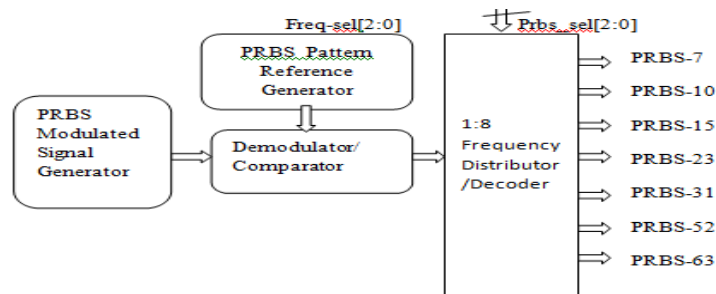 Freq-sel[2:0]
Prbs_sel[2:0]
PRBS Pattern
Reference
Generator
PRBS
Modulated
Signal
Generator
Demodulator/
Comparator
1:8
Frequency
Distributor
/Decoder
PRBS-7
PRBS-10
PRBS-15
PRBS-23
PRBS-31
PRBS-52
PRBS-63